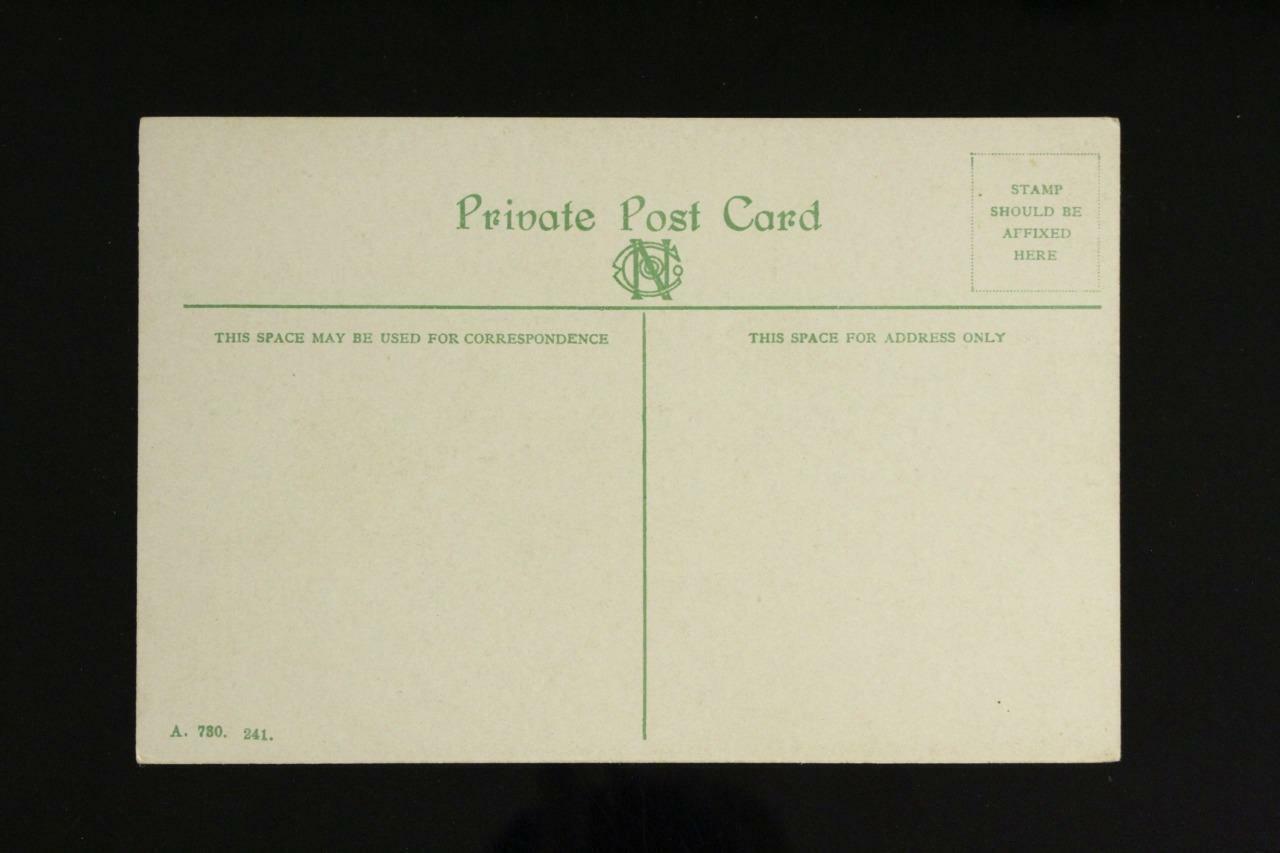 Private Post Card
STAMP
SHOULD BE
AFFIXED
HERE
THIS SPACE MAY BE USED FOR CORRESPONDENCE
THIS SPACE FOR ADDRESS ONLY
A. 730. 241.